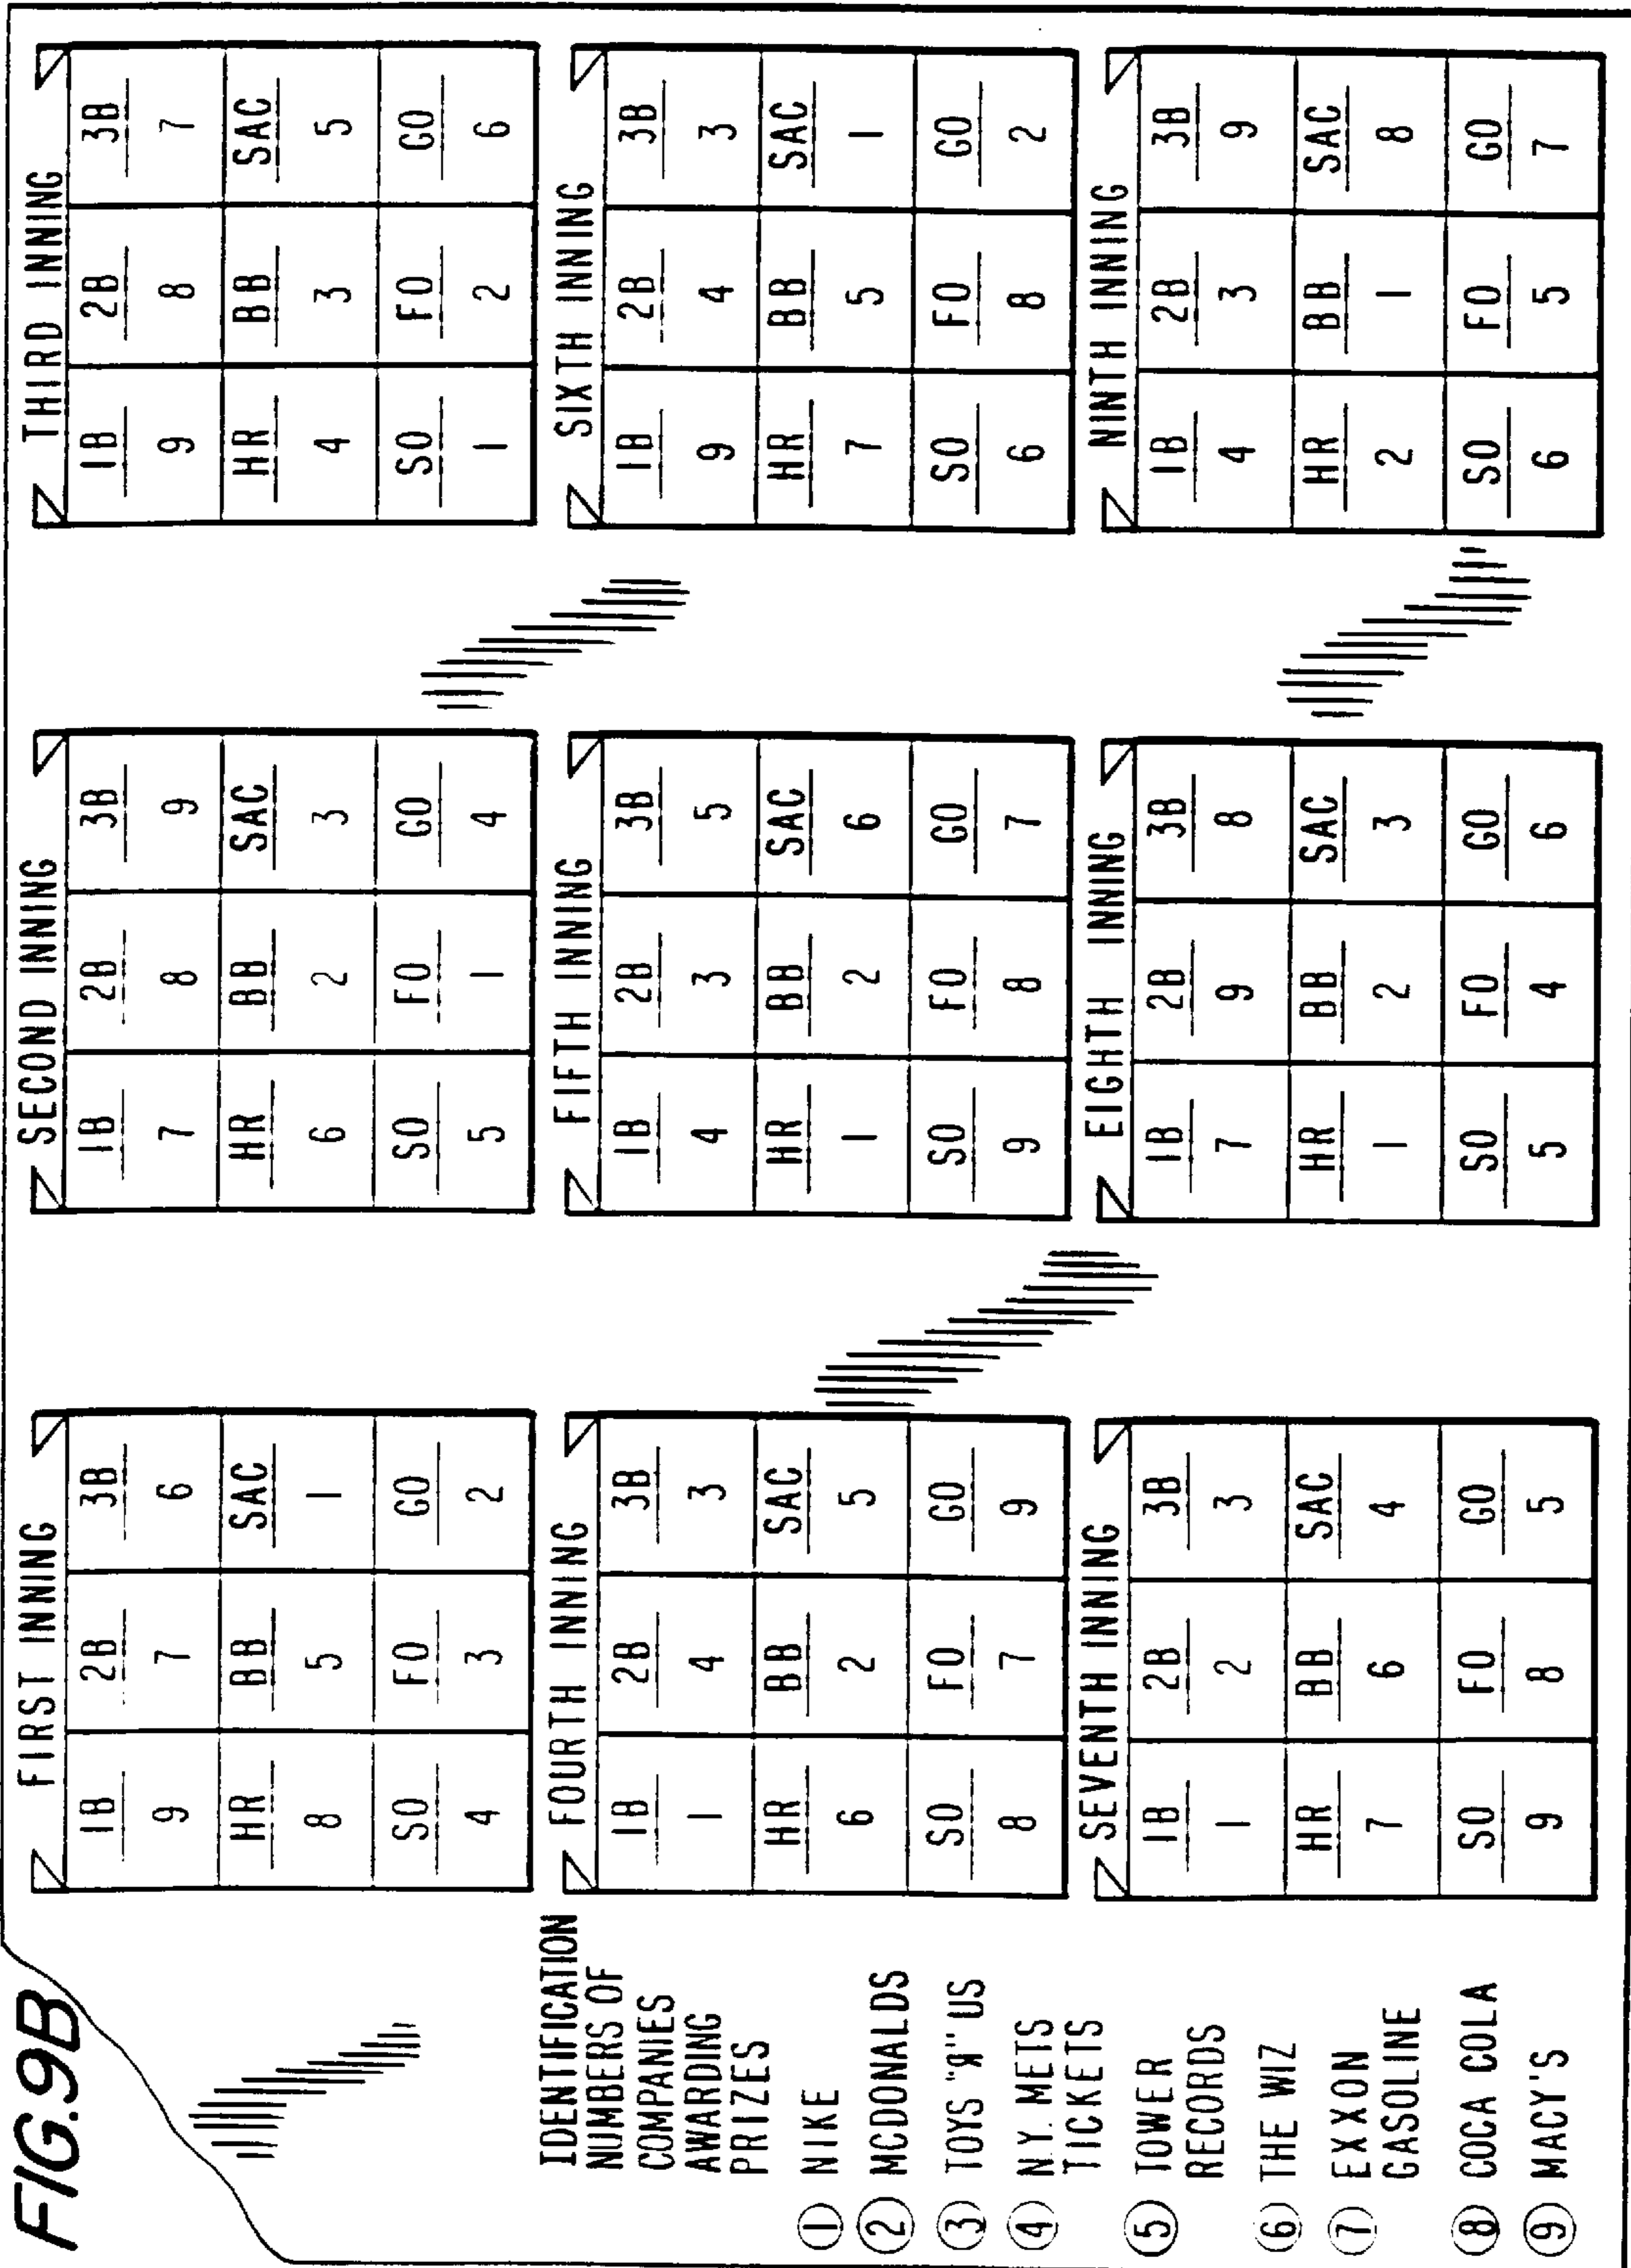 FIG.9B
IDENTIFICATION
NUMBERS OF
COMPANIES
AWARDING
PRIZES
① NIKE
② MCDONALDS
③ TOYS "Я" US
④ N.Y. METS
TICKETS
⑤ TOWER
RECORDS
⑥ THE WIZ
⑦ EXXON
GASOLINE
⑧ COCA COLA
⑨ MACY'S
FIRST INNING
1B 2B 3B
9 7 6
HR BB SAC
8 5 1
SO FO GO
4 3 2
SECOND INNING
1B 2B 3B
7 8 9
HR BB SAC
6 2 3
SO FO GO
5 1 4
THIRD INNING
1B 2B 3B
9 8 7
HR BB SAC
4 3 5
SO FO GO
1 2 6
FOURTH INNING
1B 2B 3B
1 4 3
HR BB SAC
6 2 5
SO FO GO
8 7 9
FIFTH INNING
1B 2B 3B
4 3 5
HR BB SAC
1 2 6
SO FO GO
9 8 7
SIXTH INNING
1B 2B 3B
9 4 3
HR BB SAC
7 5 1
SO FO GO
6 8 2
SEVENTH INNING
1B 2B 3B
1 2 3
HR BB SAC
7 6 4
SO FO GO
9 8 5
EIGHTH INNING
1B 2B 3B
7 9 8
HR BB SAC
1 2 3
SO FO GO
5 4 6
NINTH INNING
1B 2B 3B
4 3 9
HR BB SAC
2 1 8
SO FO GO
6 5 7